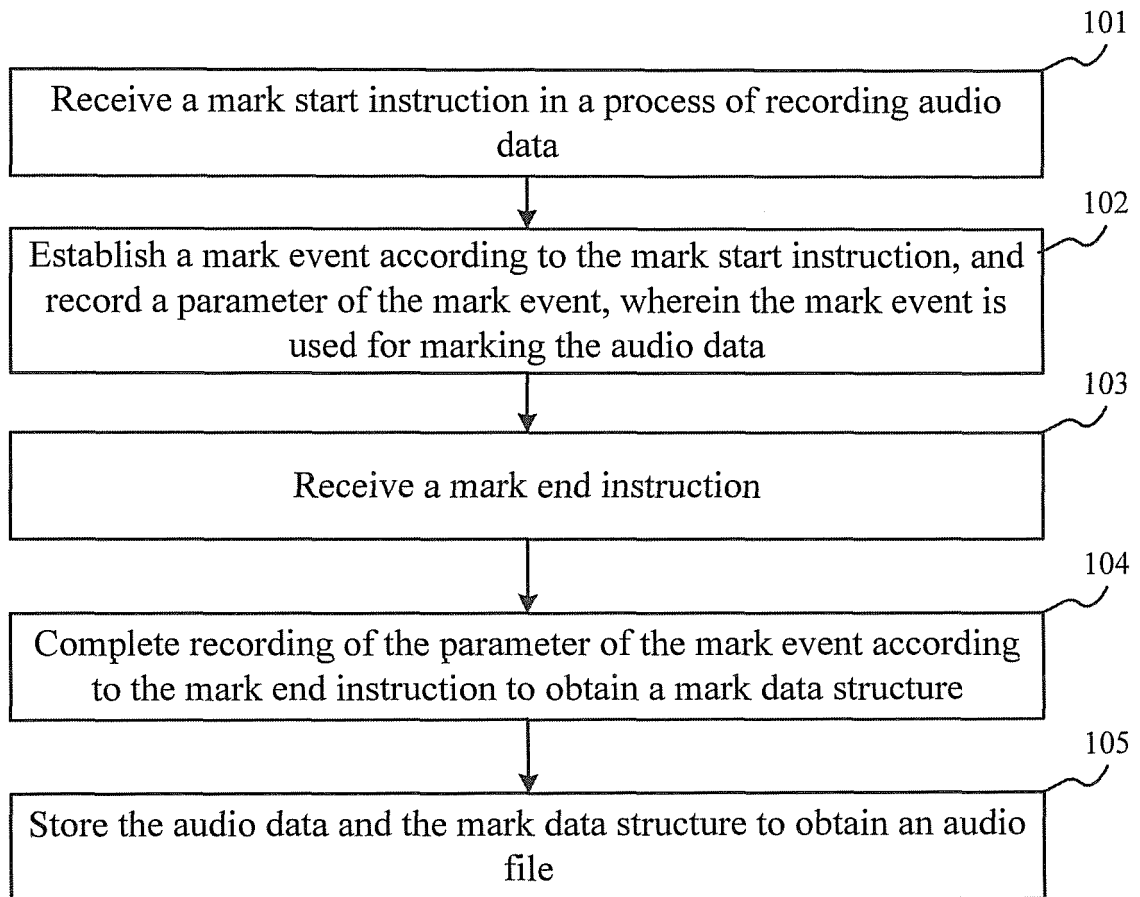 101
Receive a mark start instruction in a process of recording audio
data
102
Establish a mark event according to the mark start instruction, and
record a parameter of the mark event, wherein the mark event is
used for marking the audio data
103
Receive a mark end instruction
104
Complete recording of the parameter of the mark event according
to the mark end instruction to obtain a mark data structure
105
Store the audio data and the mark data structure to obtain an audio
file